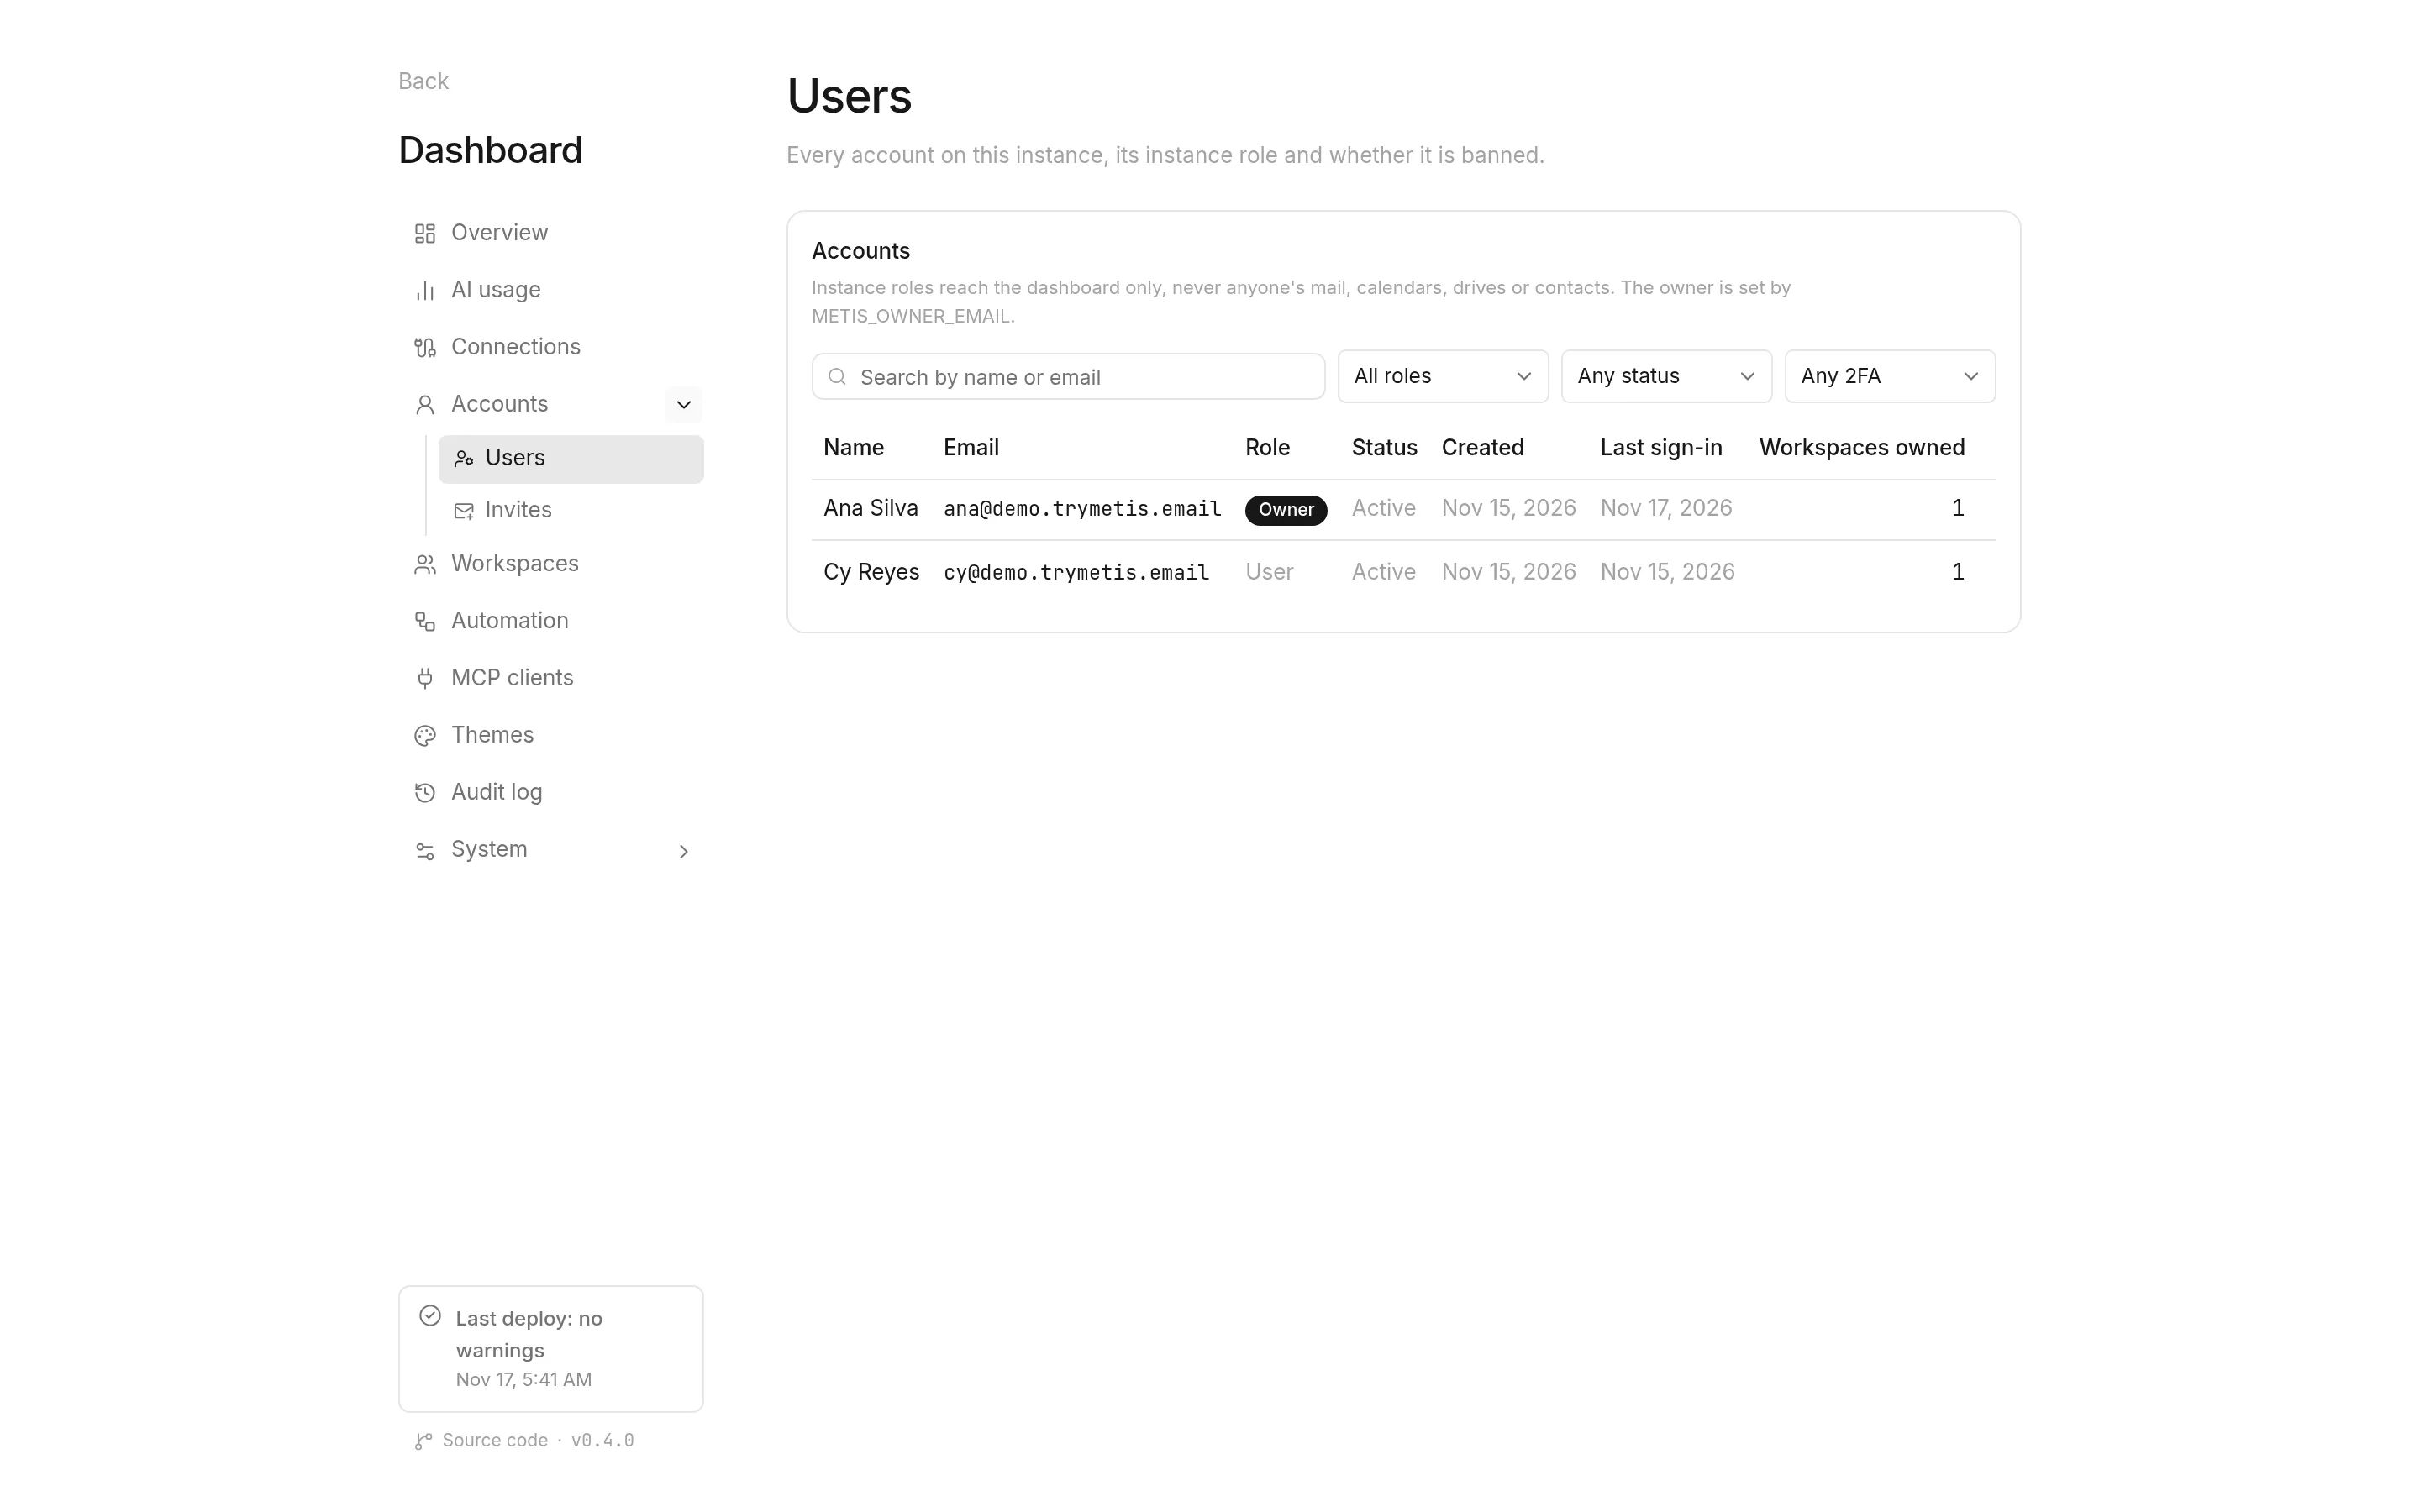 Back
Dashboard
Overview
AI usage
Connections
Accounts
Users
Invites
Workspaces
Automation
MCP clients
Themes
Audit log
System
Last deploy: no
warnings
Nov 17, 5:41 AM
Source code · v0.4.0
Users
Every account on this instance, its instance role and whether it is banned.
Accounts
Instance roles reach the dashboard only, never anyone's mail, calendars, drives or contacts. The owner is set by
METIS_OWNER_EMAIL.
Search by name or email All roles Any status Any 2FA
Name Email Role Status Created Last sign-in Workspaces owned
Ana Silva ana@demo.trymetis.email Owner Active Nov 15, 2026 Nov 17, 2026 1
Cy Reyes cy@demo.trymetis.email User Active Nov 15, 2026 Nov 15, 2026 1